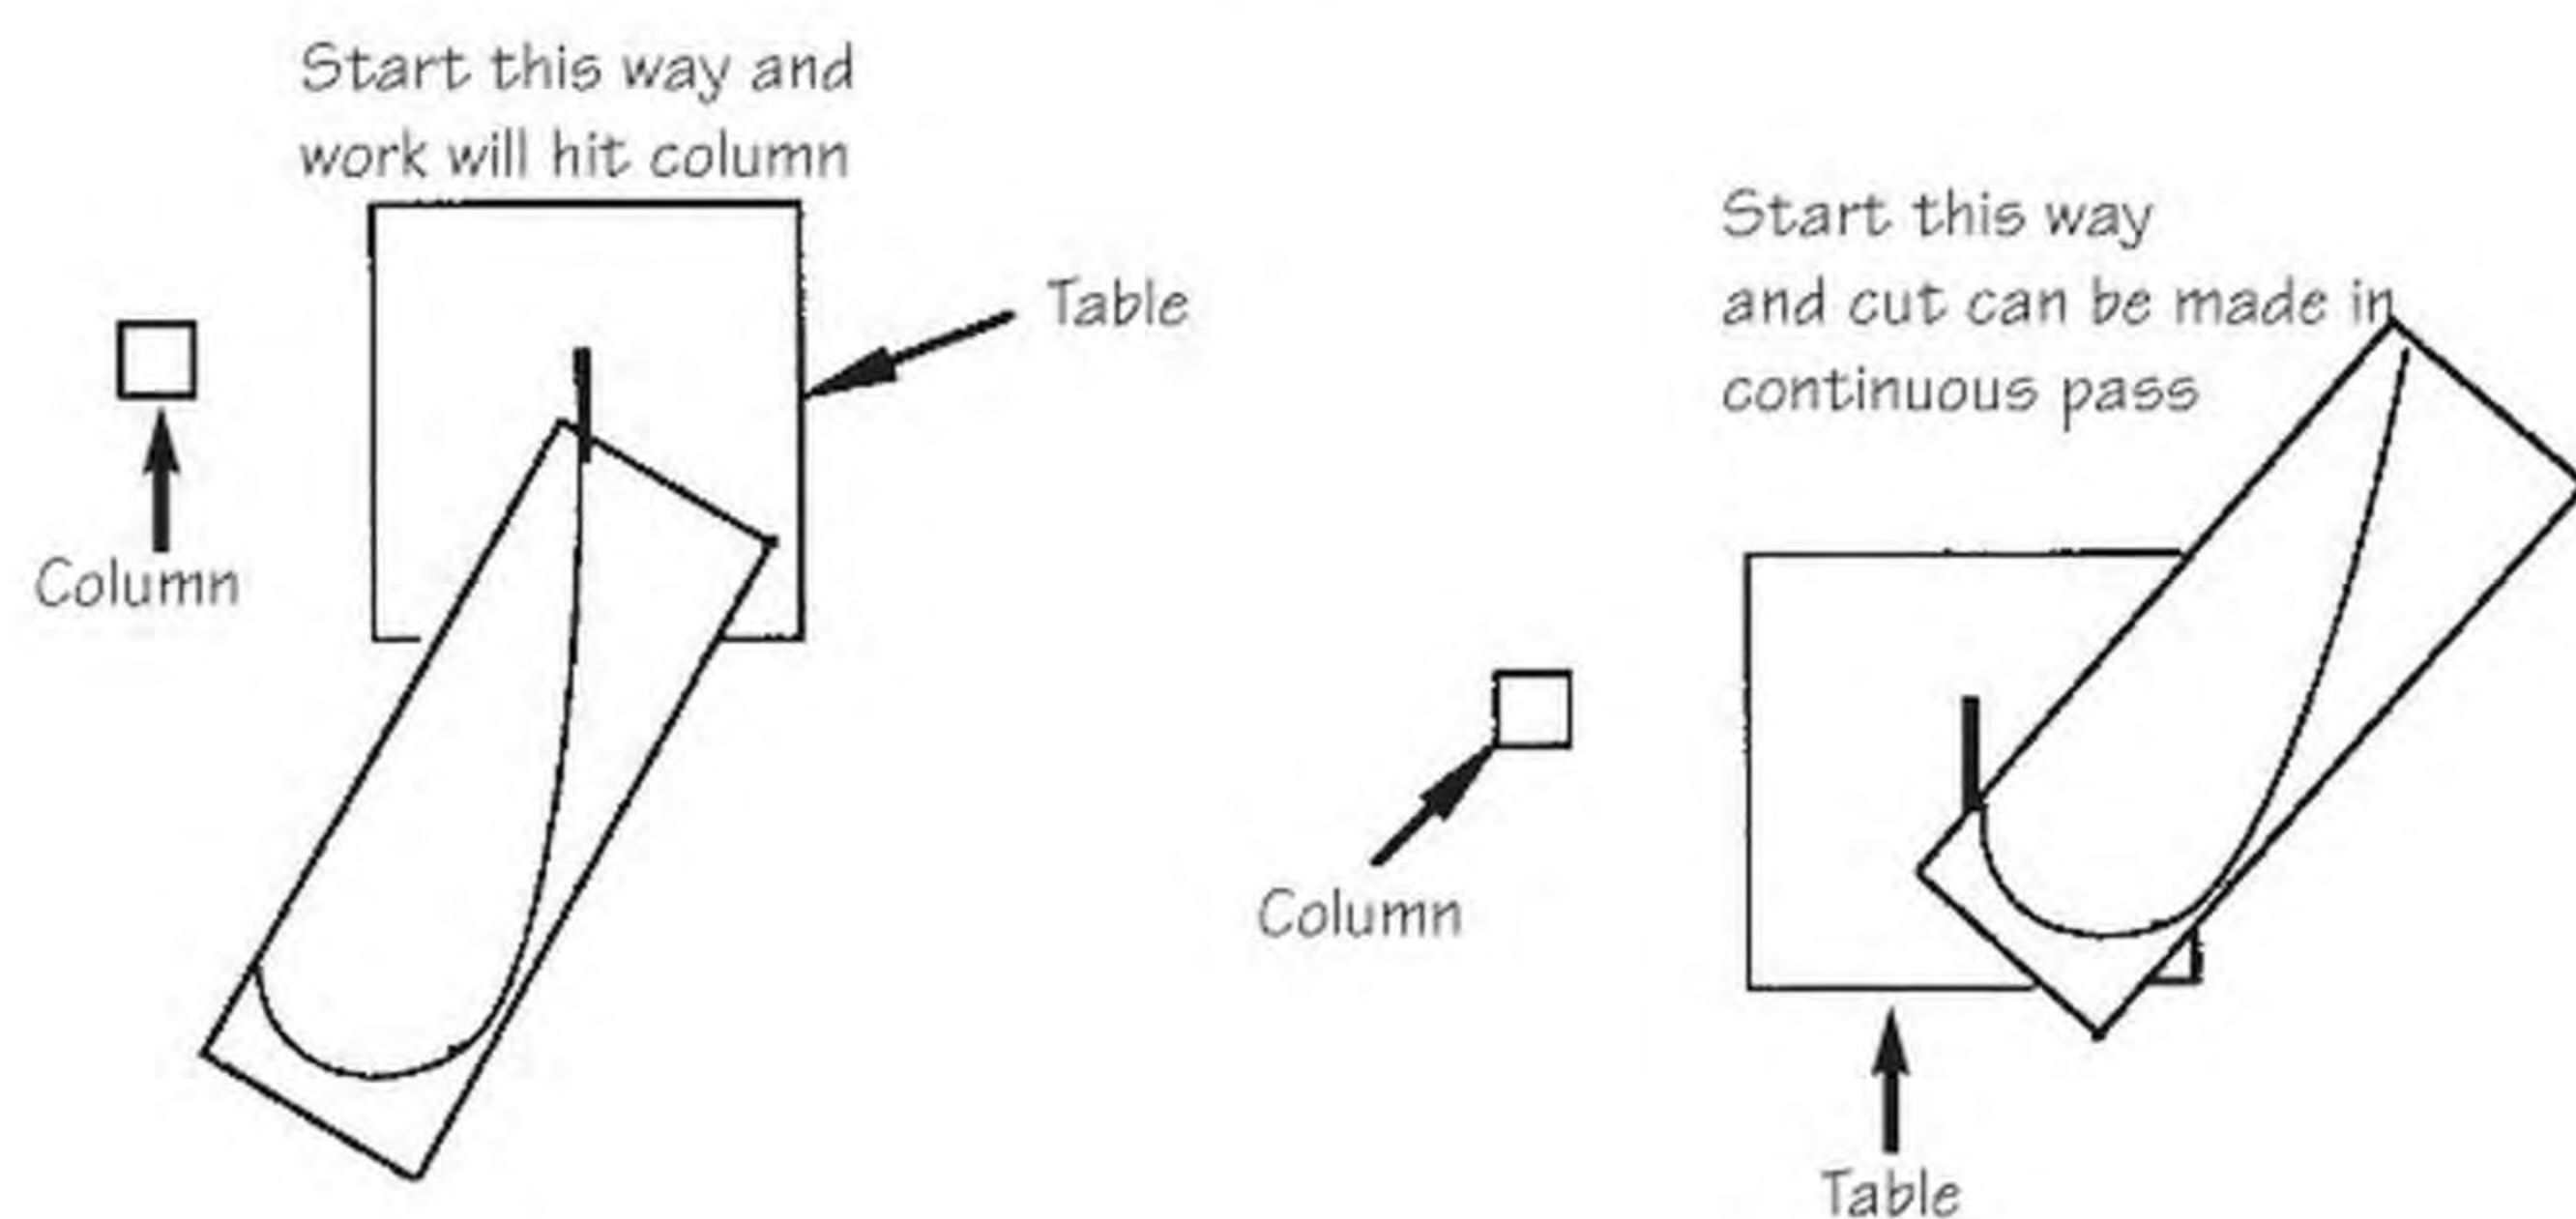 Start this way and
work will hit column
Table
Column
Start this way
and cut can be made in
continuous pass
Column
Table